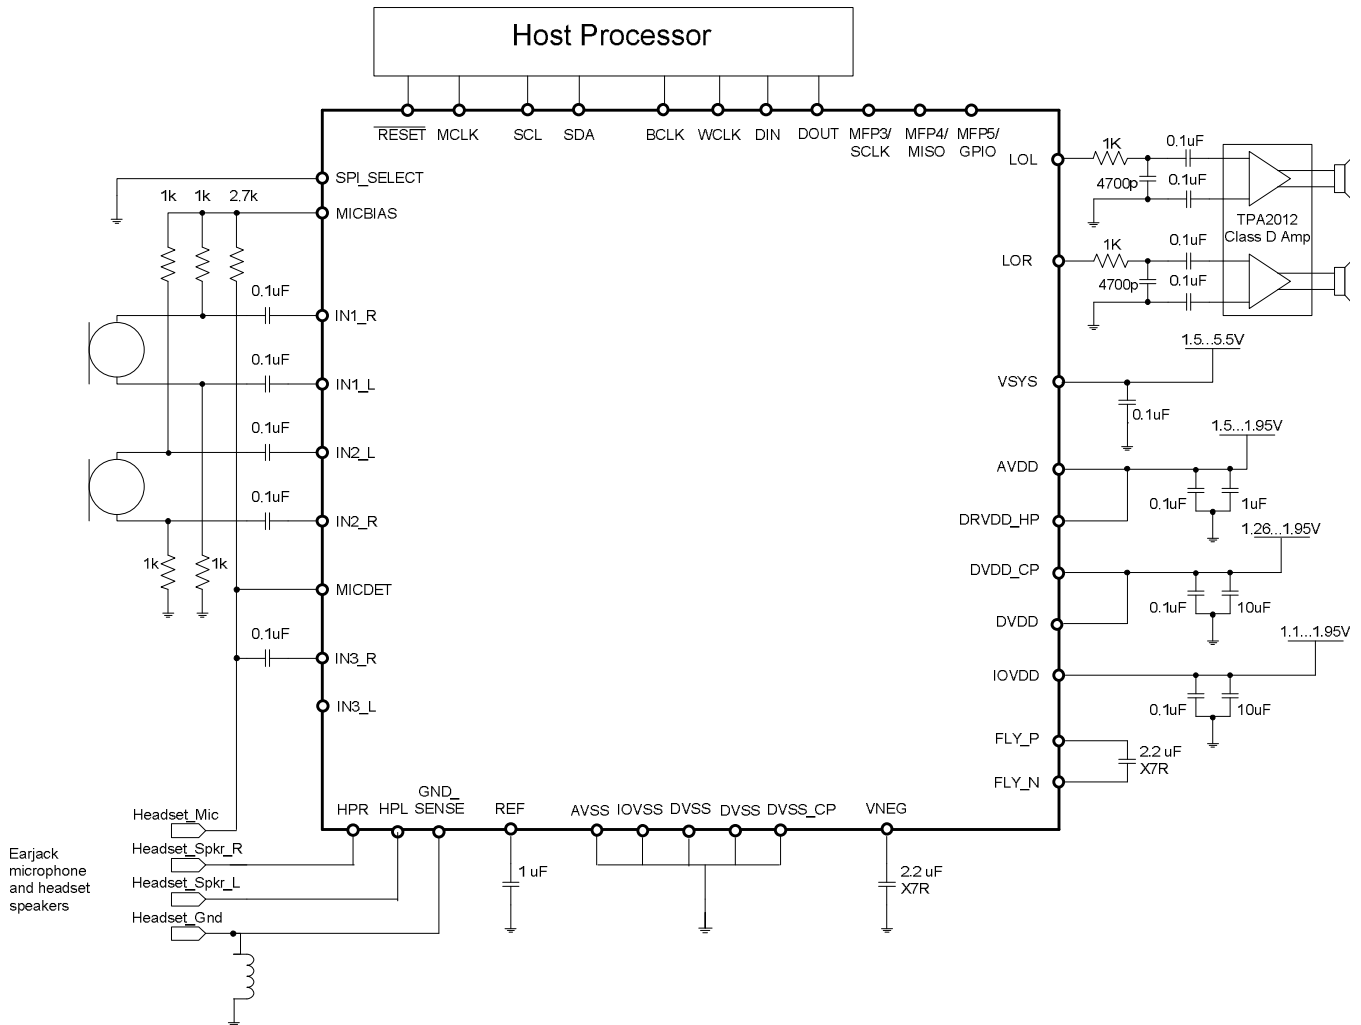 Host Processor
RESET MCLK SCL SDA BCLK WCLK DIN DOUT MFP3/ MFP4/ MFP5/
SCLK MISO GPIO
SPI_SELECT
1k 1k 2.7k
MICBIAS
0.1uF
IN1_R
0.1uF
IN1_L
0.1uF
IN2_L
0.1uF
IN2_R
1k 1k
MICDET
0.1uF
IN3_R
IN3_L
LOL
1K
0.1uF
4700p
0.1uF
TPA2012
Class D Amp
LOR
1K
0.1uF
4700p
0.1uF
1.5...5.5V
VSYS
0.1uF
1.5...1.95V
AVDD
DRVDD_HP
0.1uF 1uF
1.26...1.95V
DVDD_CP
DVDD
0.1uF 10uF
1.1...1.95V
IOVDD
0.1uF 10uF
FLY_P
2.2 uF
X7R
FLY_N
HPR HPL GND_
SENSE
REF
AVSS IOVSS DVSS DVSS DVSS_CP VNEG
1 uF
2.2 uF
X7R
Headset_Mic
Headset_Spkr_R
Headset_Spkr_L
Headset_Gnd
Earjack
microphone
and headset
speakers